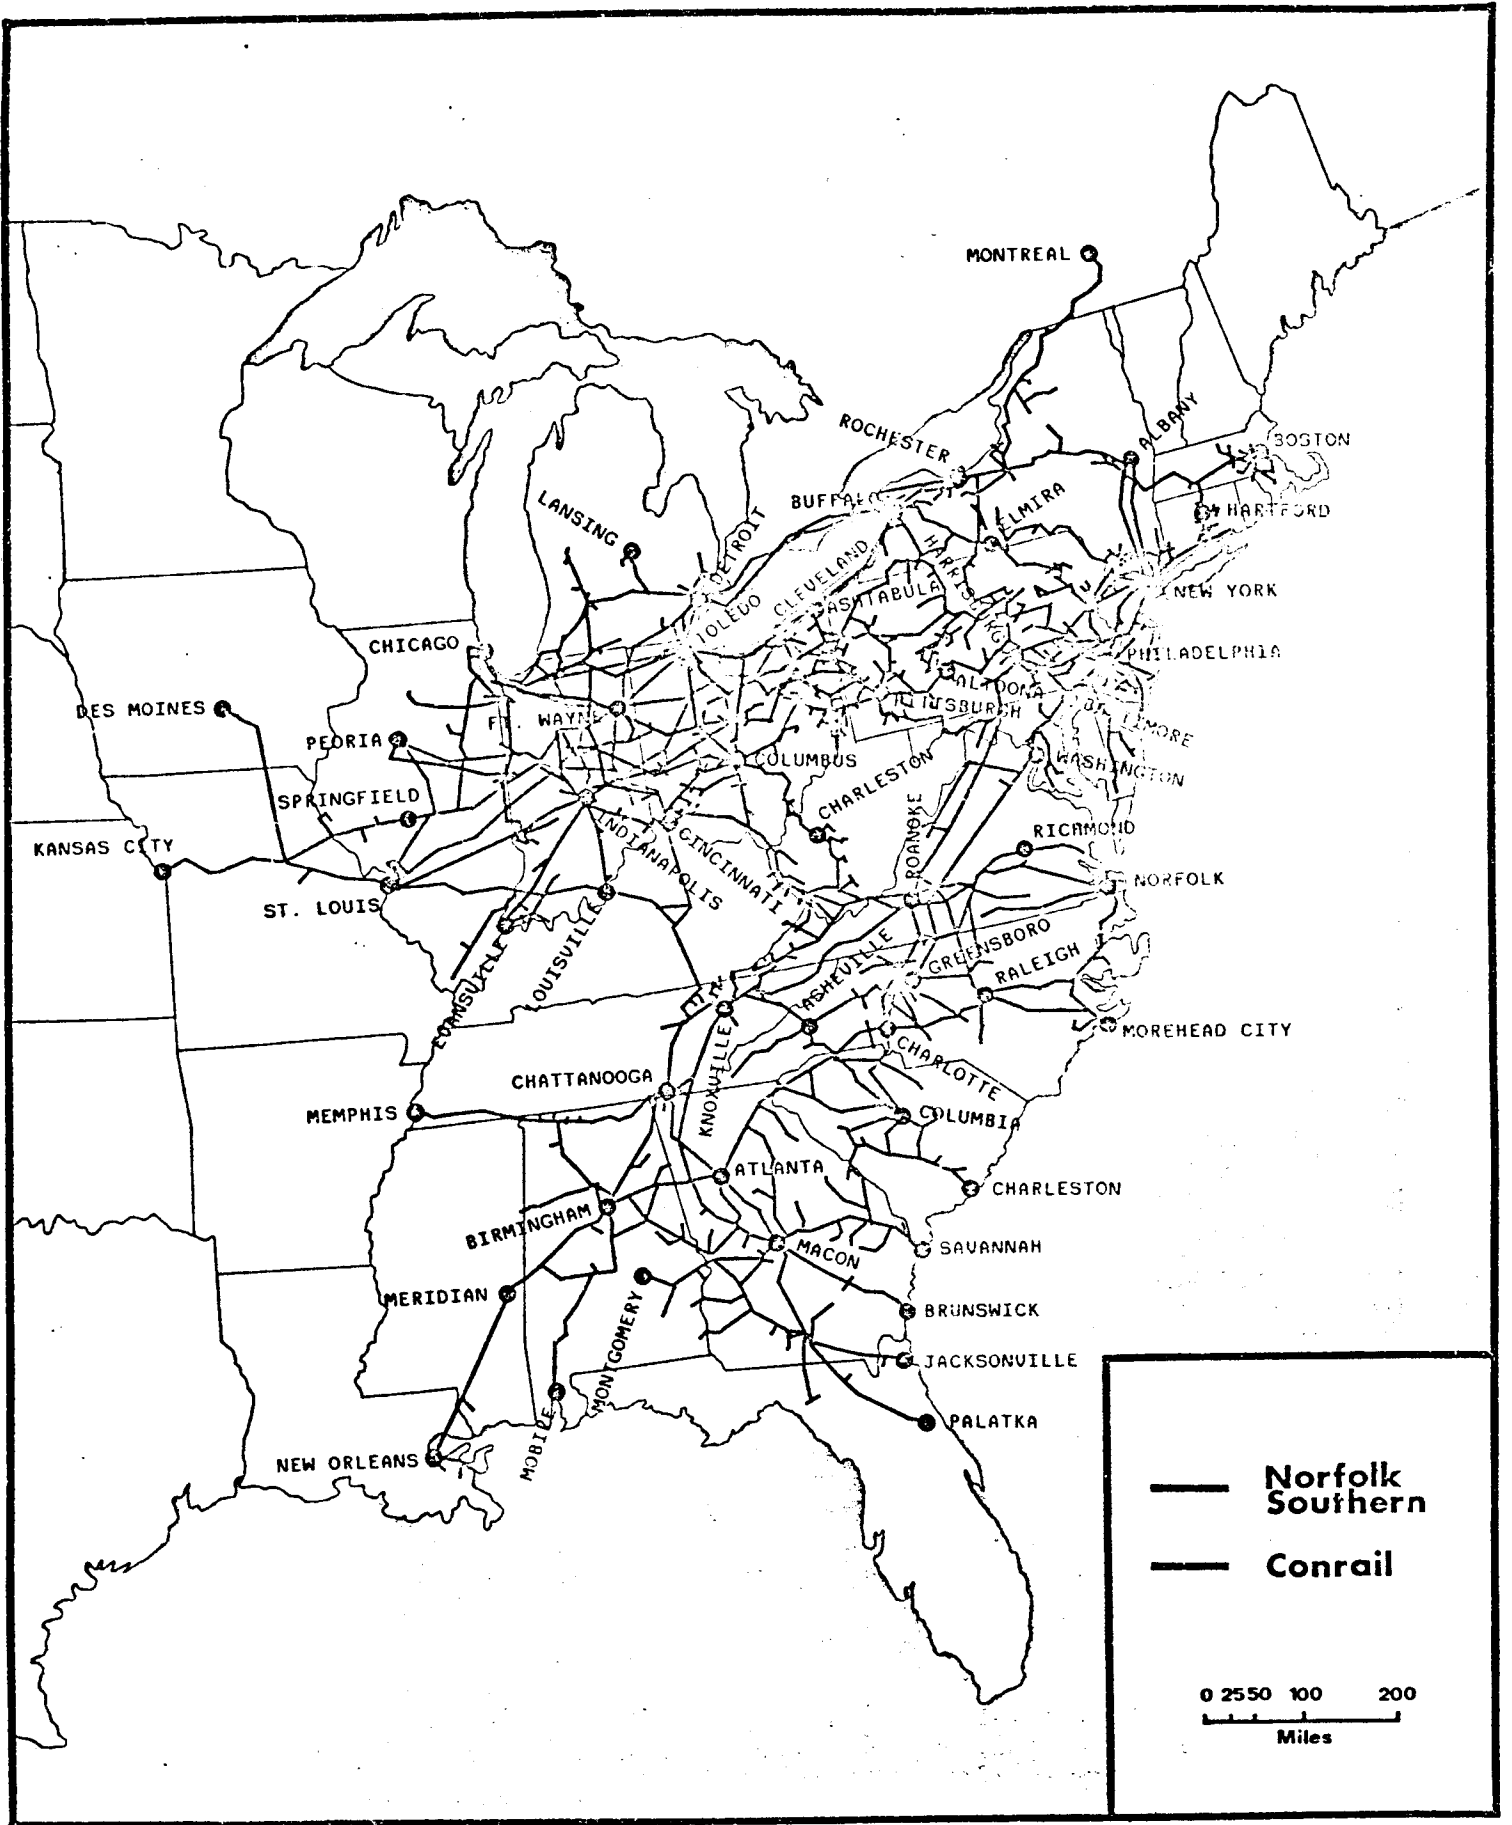 MONTREAL
ALBANY
ROCHESTER
BOSTON
LANSING
BUFFALO
ELMIRA
HARTFORD
DETROIT
CLEVELAND
HARRISBURG
NEW YORK
TOLEDO
ASHTABULA
CHICAGO
PHILADELPHIA
ALTOONA
DES MOINES
FT. WAYNE
PITTSBURGH
BALTIMORE
PEORIA
COLUMBUS
WASHINGTON
CHARLESTON
SPRINGFIELD
ROANOKE
RICHMOND
KANSAS CITY
INDIANAPOLIS
CINCINNATI
NORFOLK
ST. LOUIS
EVANSVILLE
LOUISVILLE
ASHEVILLE
GREENSBORO
RALEIGH
MOREHEAD CITY
CHARLOTTE
CHATTANOOGA
KNOXVILLE
MEMPHIS
COLUMBIA
ATLANTA
CHARLESTON
BIRMINGHAM
MACON
SAVANNAH
MERIDIAN
MONTGOMERY
BRUNSWICK
JACKSONVILLE
PALATKA
MOBILE
NEW ORLEANS
Norfolk
Southern
Conrail
0 25 50 100 200
Miles